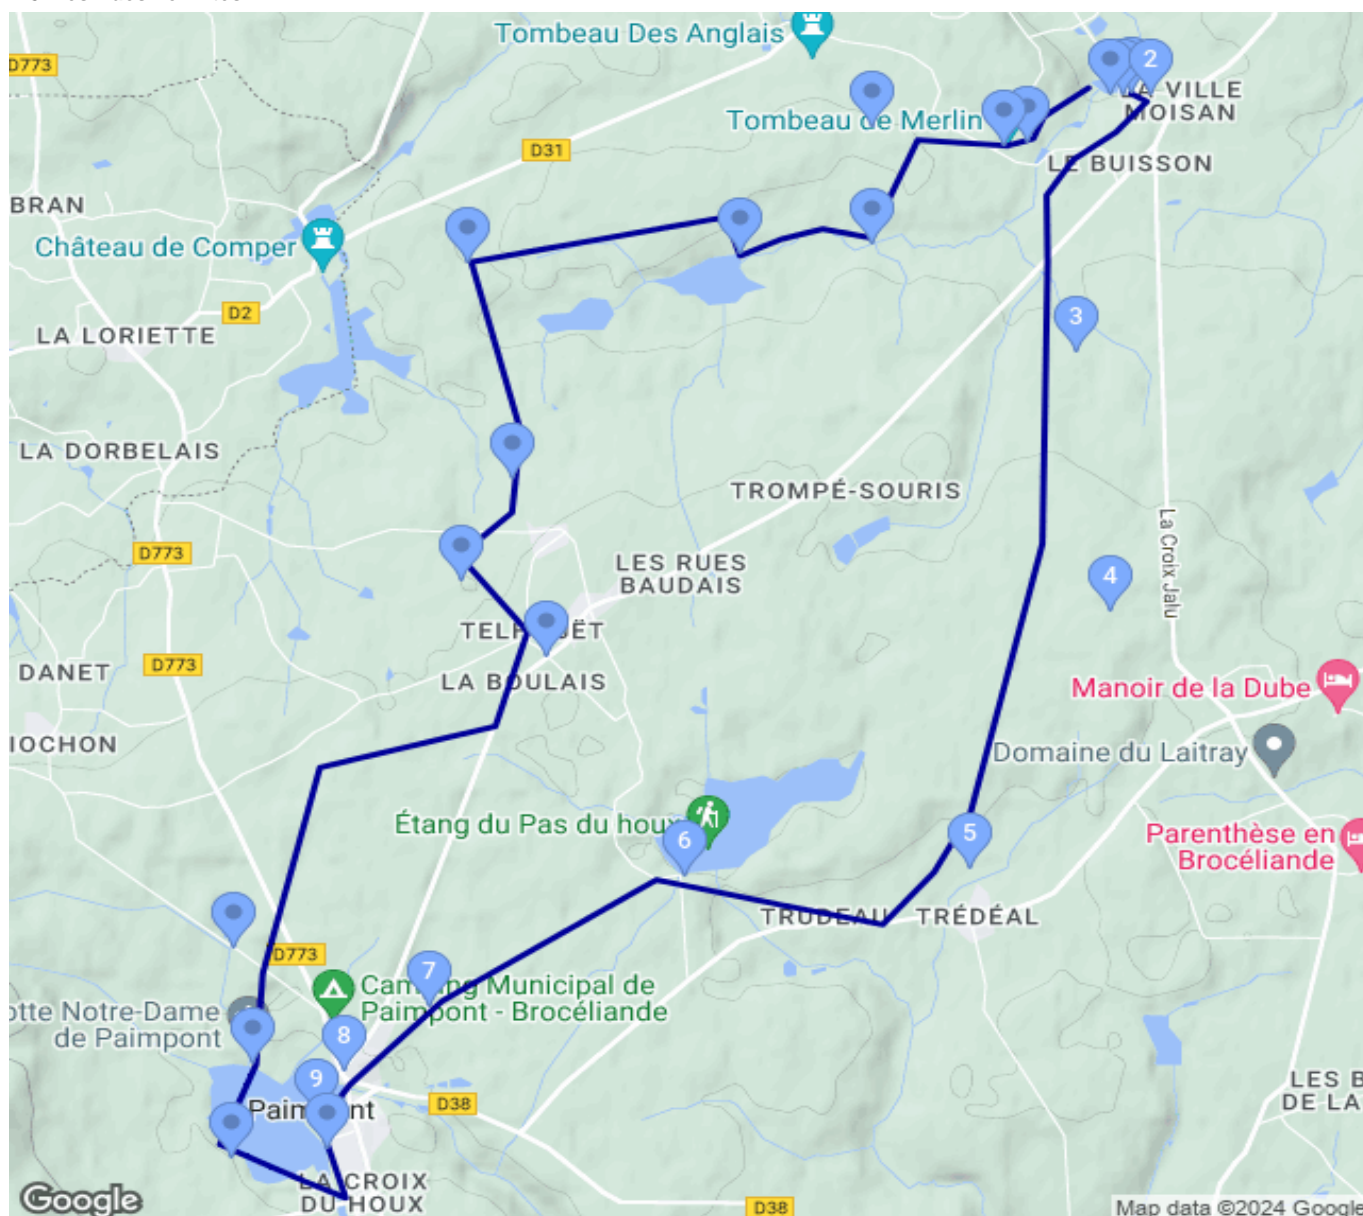 Tombeau Des Anglais
D773
2
LA VILLE
MOISAN
Tombeau de Merlin
D31
LE BUISSON
BRAN
Château de Comper
D2
3
LA LORIETTE
LA DORBELAIS
TROMPÉ-SOURIS
La Croix Jalu
D773
LES RUES
BAUDAIS
4
DANET
D773
LA BOULAIS
Manoir de la Dube
IOCHON
Domaine du Laitray
Étang du Pas du houx
6
5
Parenthèse en
Brocéliande
TRUDEAU
TRÉDÉAL
D773
7
Municipal de
Paimpont - Brocéliande
otte Notre-Dame
de Paimpont
8
9
D38
LES B
DE LA
LA CROIX
DU HOUX
D38
Google
Map data ©2024 Google